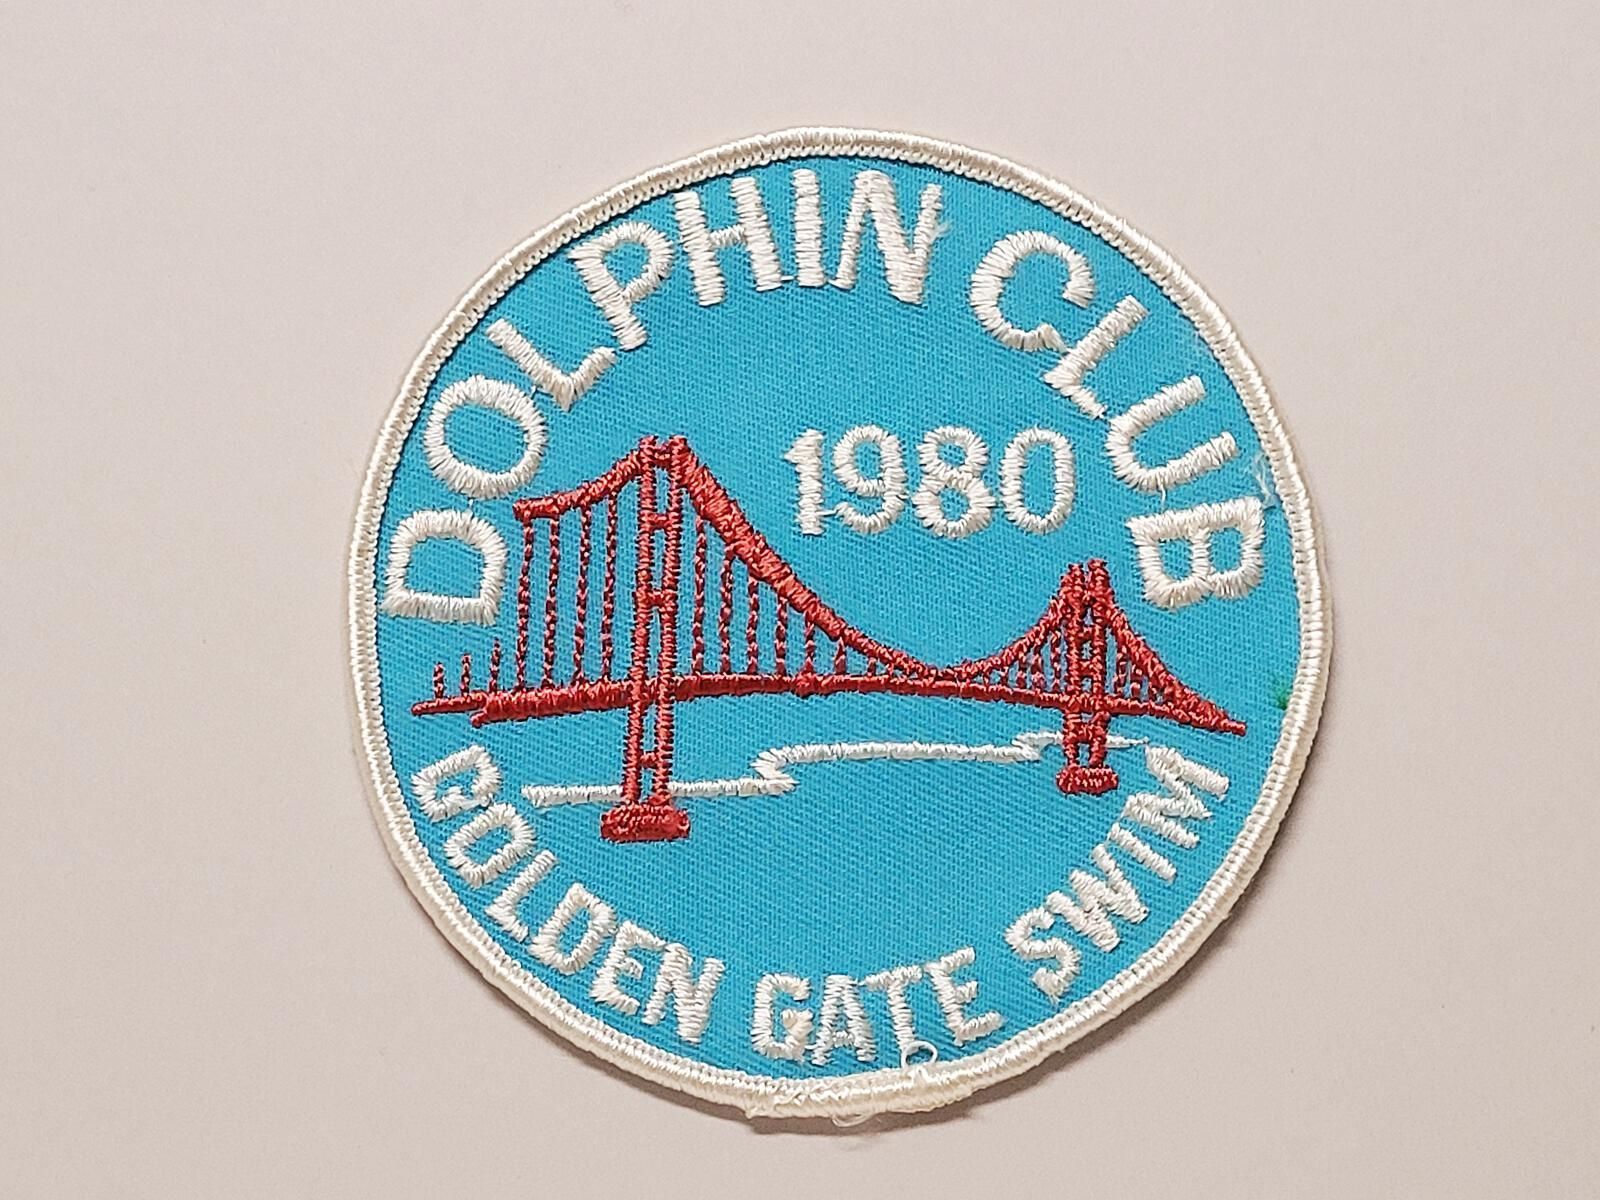 DOLPHIN CLUB
1980
GOLDEN GATE SWIM